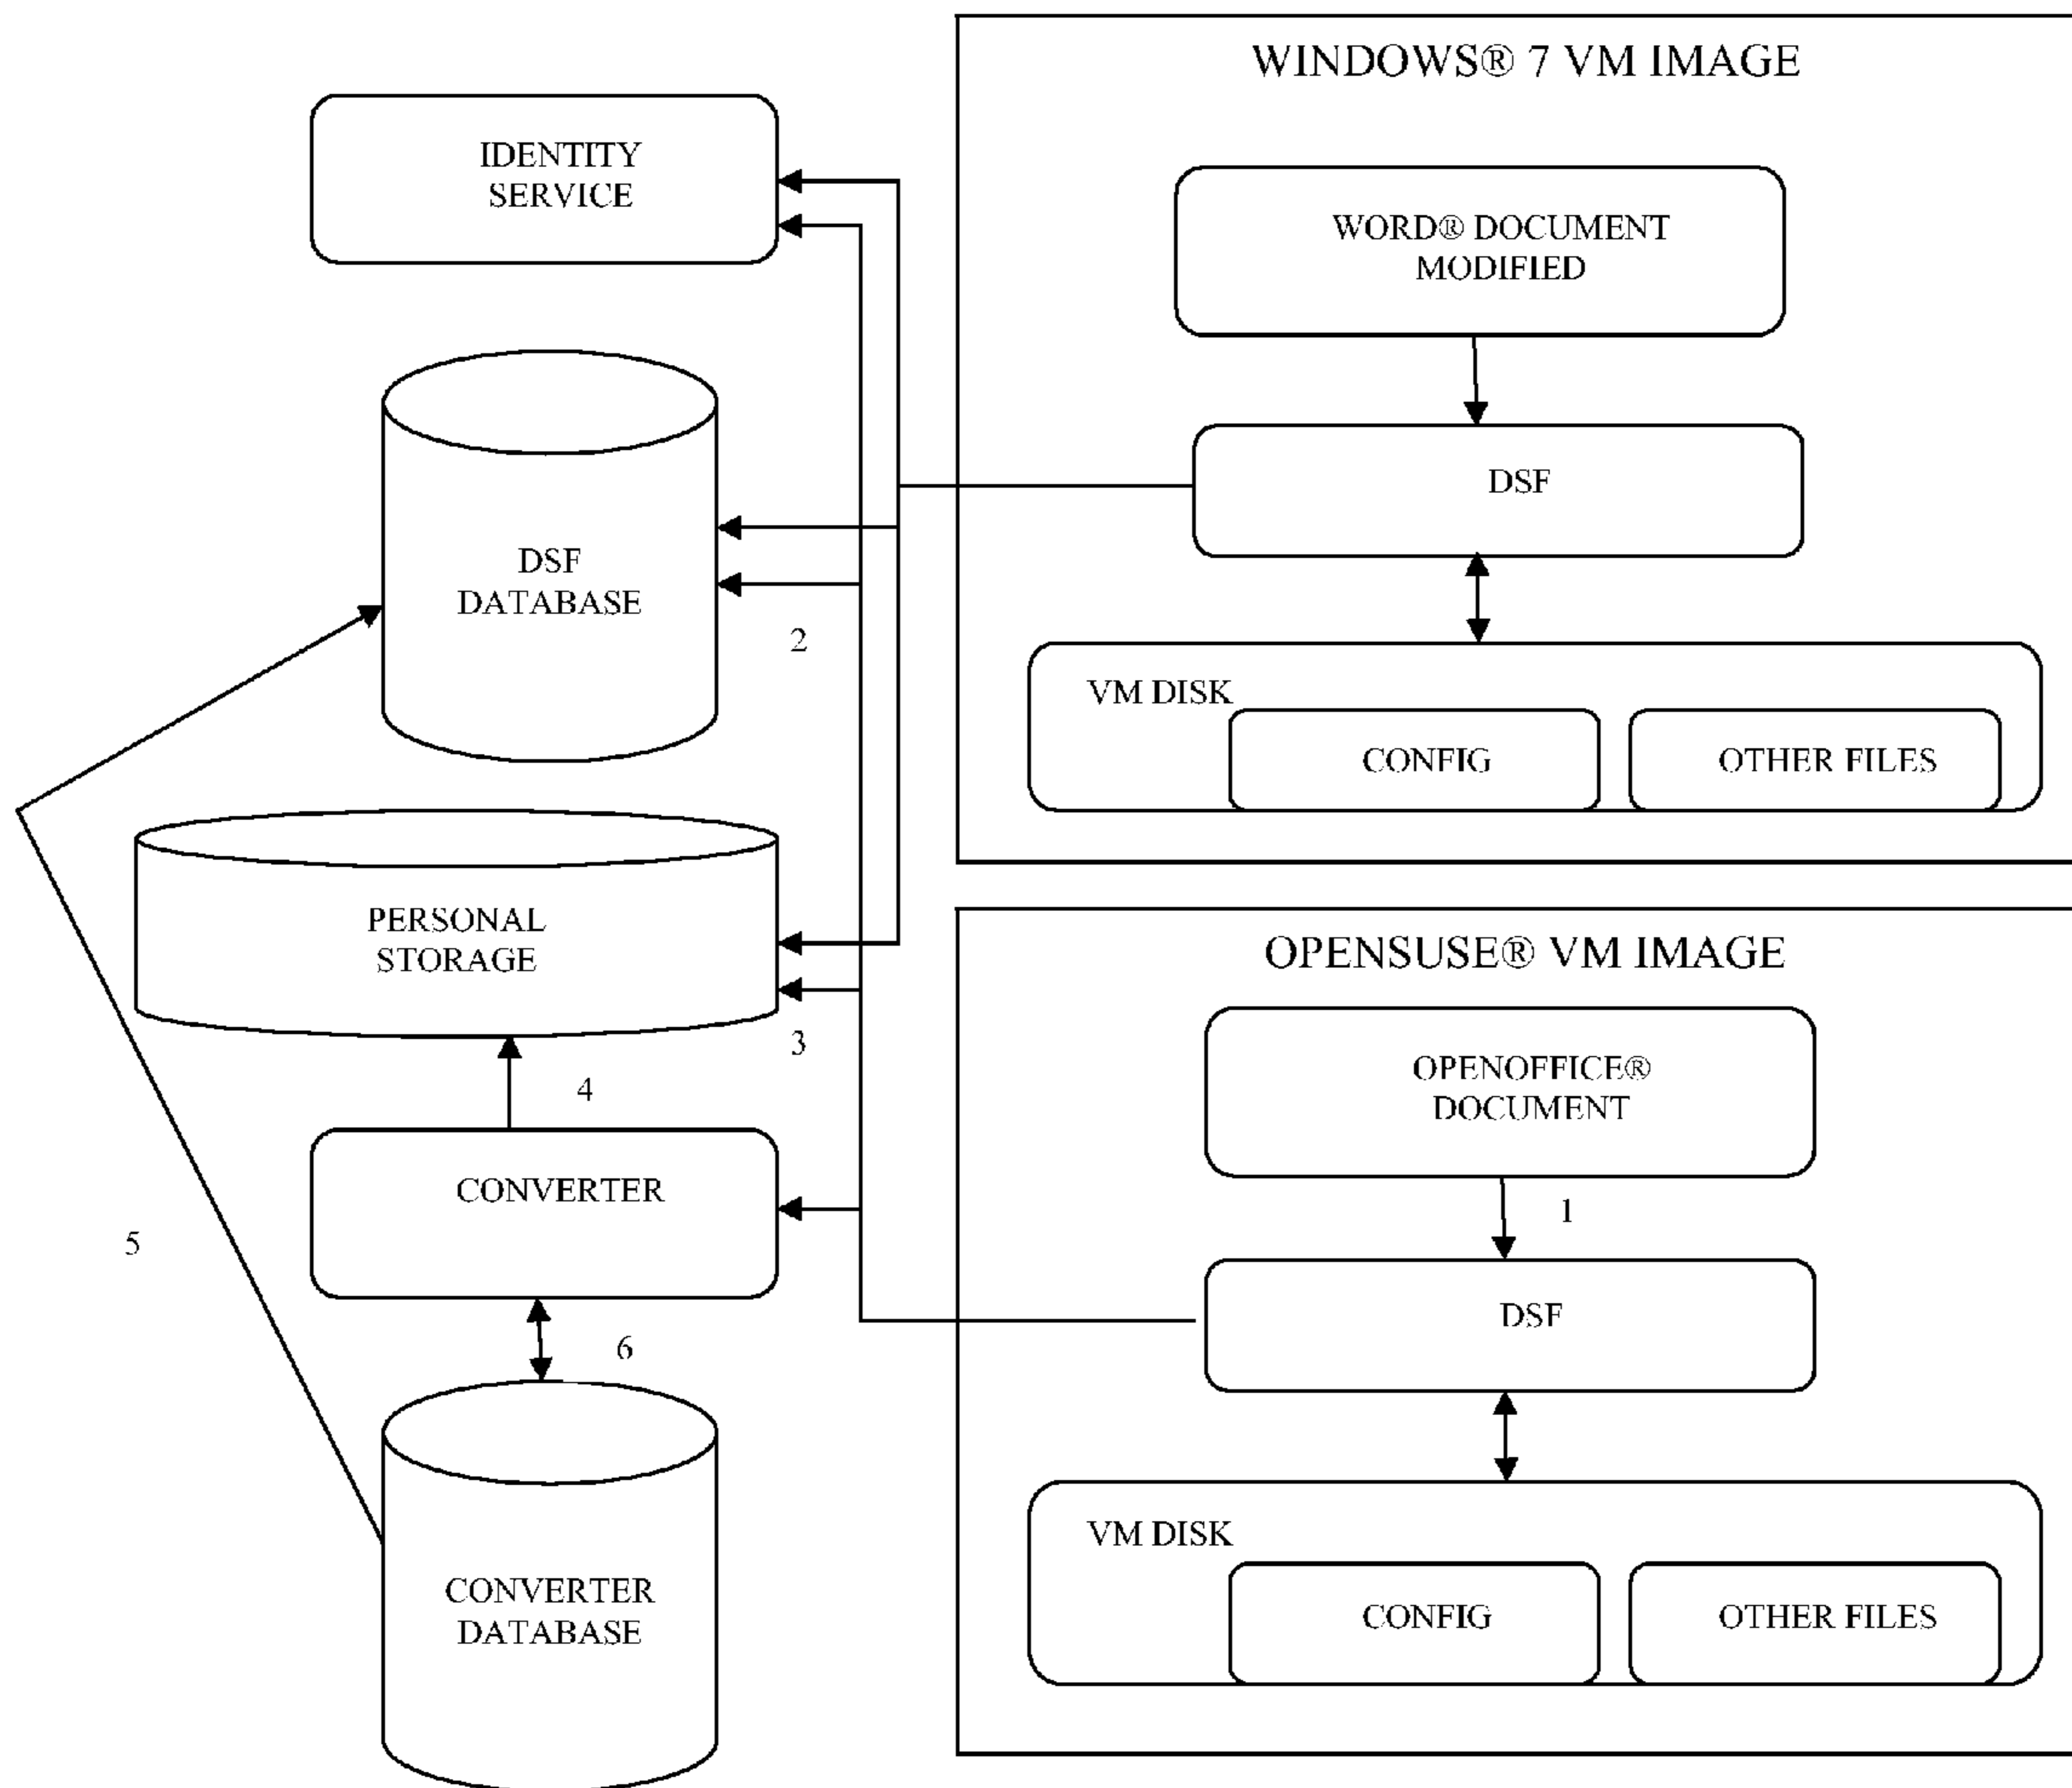 WINDOWS® 7 VM IMAGE
IDENTITY
SERVICE
WORD® DOCUMENT
MODIFIED
DSF
DSF
DATABASE
2
VM DISK
CONFIG
OTHER FILES
PERSONAL
STORAGE
3
OPENSUSE® VM IMAGE
OPENOFFICE®
DOCUMENT
4
CONVERTER
1
5
DSF
6
VM DISK
CONFIG
OTHER FILES
CONVERTER
DATABASE